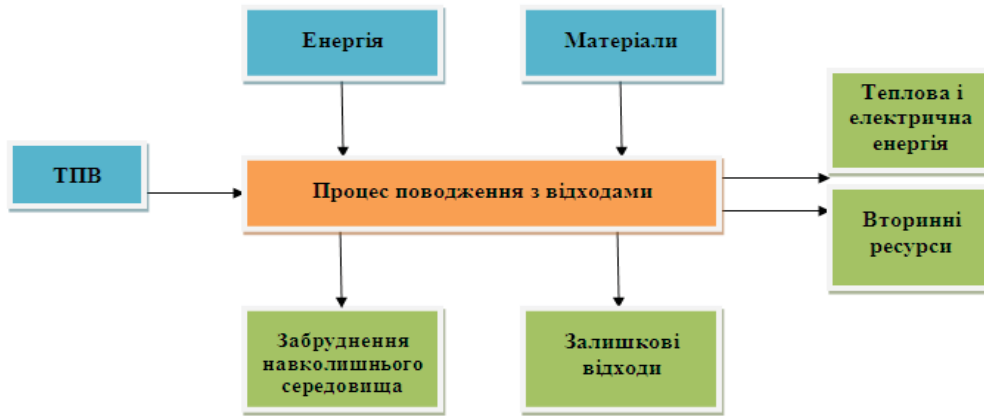 Енергія
Матеріали
Теплова і
електрична
енергія
ТПВ
Процес поводження з відходами
Вторинні
ресурси
Забруднення
навколишнього
середовища
Залишкові
відходи